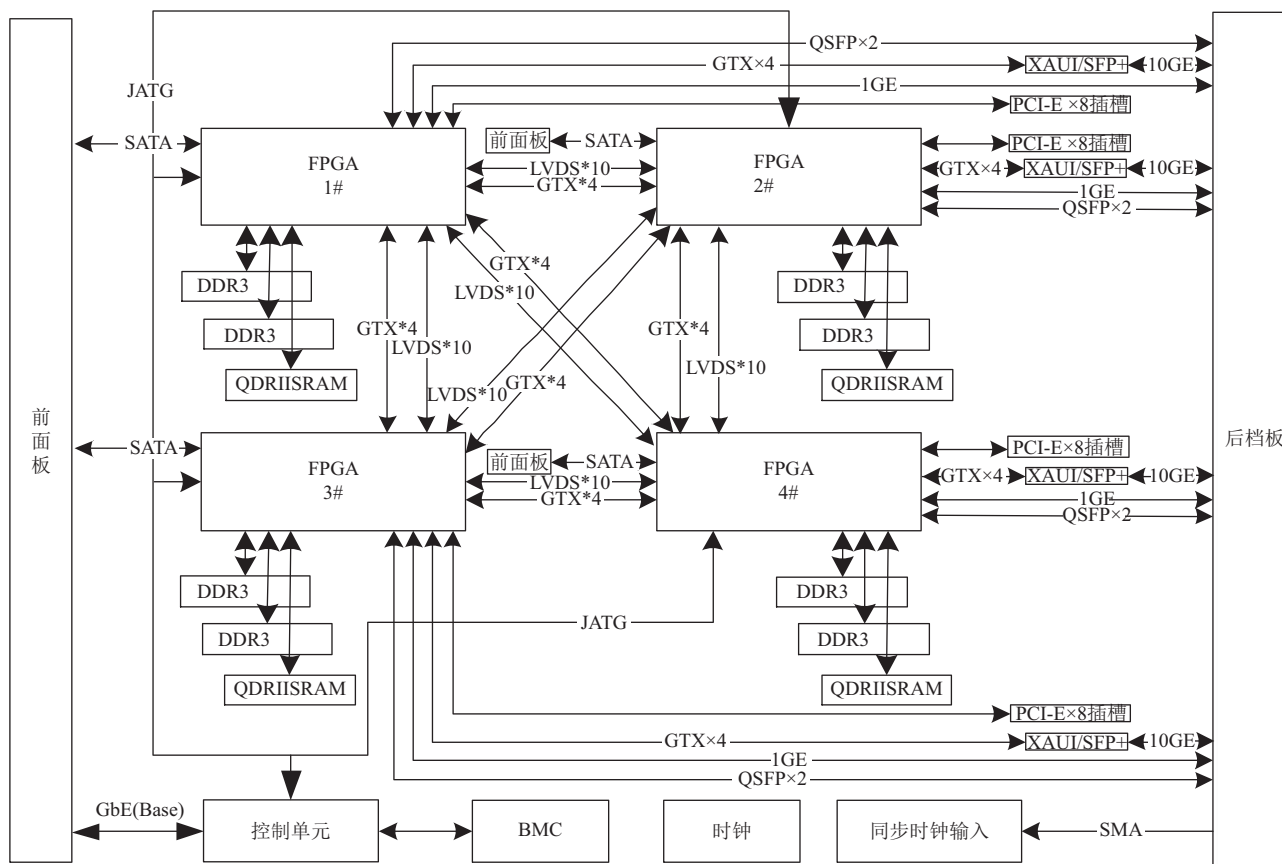 QSFP×2
GTX×4
XAUI/SFP+
10GE
JATG
1GE
PCI-E ×8插槽
SATA
FPGA
1#
前面板
SATA
LVDS*10
GTX*4
FPGA
2#
PCI-E ×8插槽
GTX×4
XAUI/SFP+
10GE
1GE
QSFP×2
DDR3
DDR3
QDRIISRAM
GTX*4
LVDS*10
GTX*4
LVDS*10
GTX*4
LVDS*10
GTX*4
LVDS*10
DDR3
DDR3
QDRIISRAM
前面板
后档板
SATA
FPGA
3#
前面板
SATA
LVDS*10
GTX*4
FPGA
4#
PCI-E×8插槽
GTX×4
XAUI/SFP+
10GE
1GE
QSFP×2
DDR3
DDR3
QDRIISRAM
JATG
DDR3
DDR3
QDRIISRAM
PCI-E×8插槽
GTX×4
XAUI/SFP+
10GE
1GE
QSFP×2
GbE(Base)
控制单元
BMC
时钟
同步时钟输入
SMA